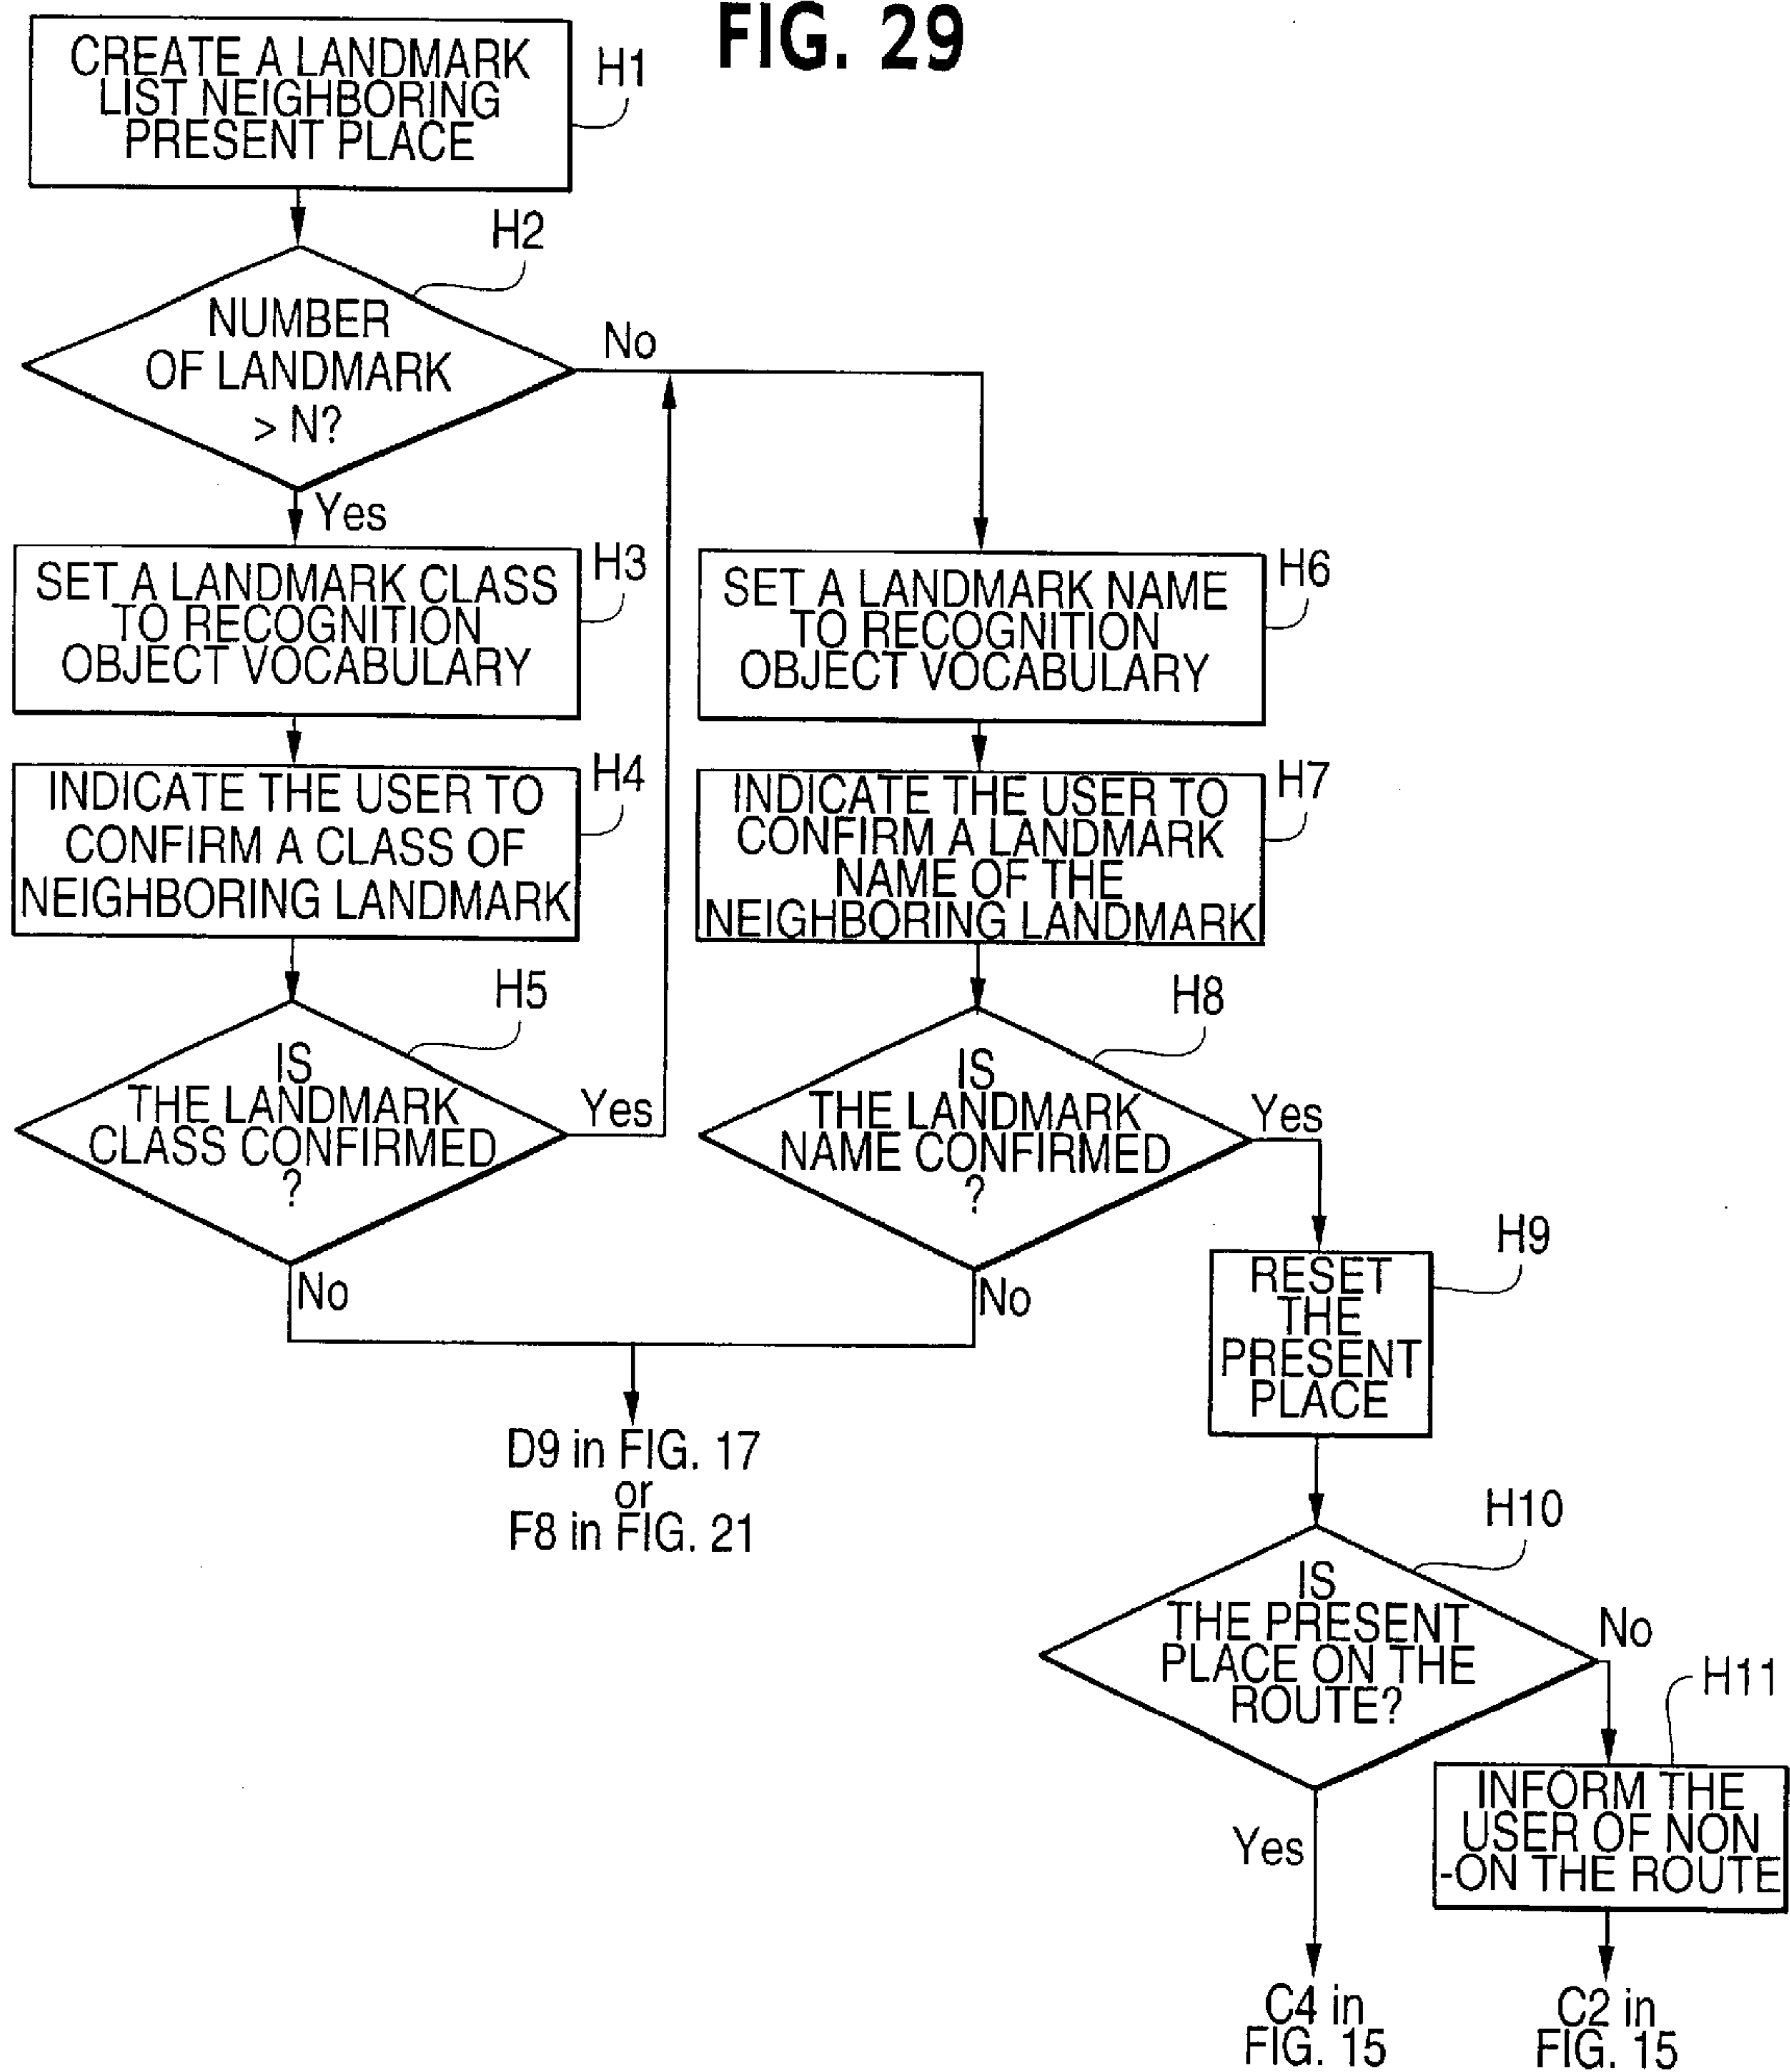 FIG. 29
CREATE A LANDMARK
LIST NEIGHBORING
PRESENT PLACE
H1
H2
NUMBER
OF LANDMARK
> N?
No
Yes
SET A LANDMARK CLASS
TO RECOGNITION
OBJECT VOCABULARY
H3
INDICATE THE USER TO
CONFIRM A CLASS OF
NEIGHBORING LANDMARK
H4
H5
IS
THE LANDMARK
CLASS CONFIRMED
?
Yes
No
SET A LANDMARK NAME
TO RECOGNITION
OBJECT VOCABULARY
H6
INDICATE THE USER TO
CONFIRM A LANDMARK
NAME OF THE
NEIGHBORING LANDMARK
H7
H8
IS
THE LANDMARK
NAME CONFIRMED
?
Yes
No
D9 in FIG. 17
or
F8 in FIG. 21
RESET
THE
PRESENT
PLACE
H9
H10
IS
THE PRESENT
PLACE ON THE
ROUTE?
No
Yes
H11
INFORM THE
USER OF NON
-ON THE ROUTE
C4 in
FIG. 15
C2 in
FIG. 15